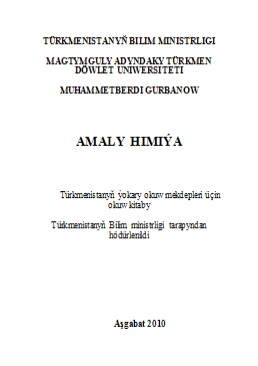 TÜRKMENISTANYŇ BILIM MINISTRLIGI
MAGTYMGULY ADYNDAKY TÜRKMEN
DÖWLET UNIWERSITETI
MUHAMMETBERDI GURBANOW
AMALY HIMIÝA
Türkmenistanyň ýokary okuw mekdepleri üçin
okuw kitaby
Türkmenistanyň Bilim ministrligi tarapyndan
hödürlenildi
Aşgabat 2010